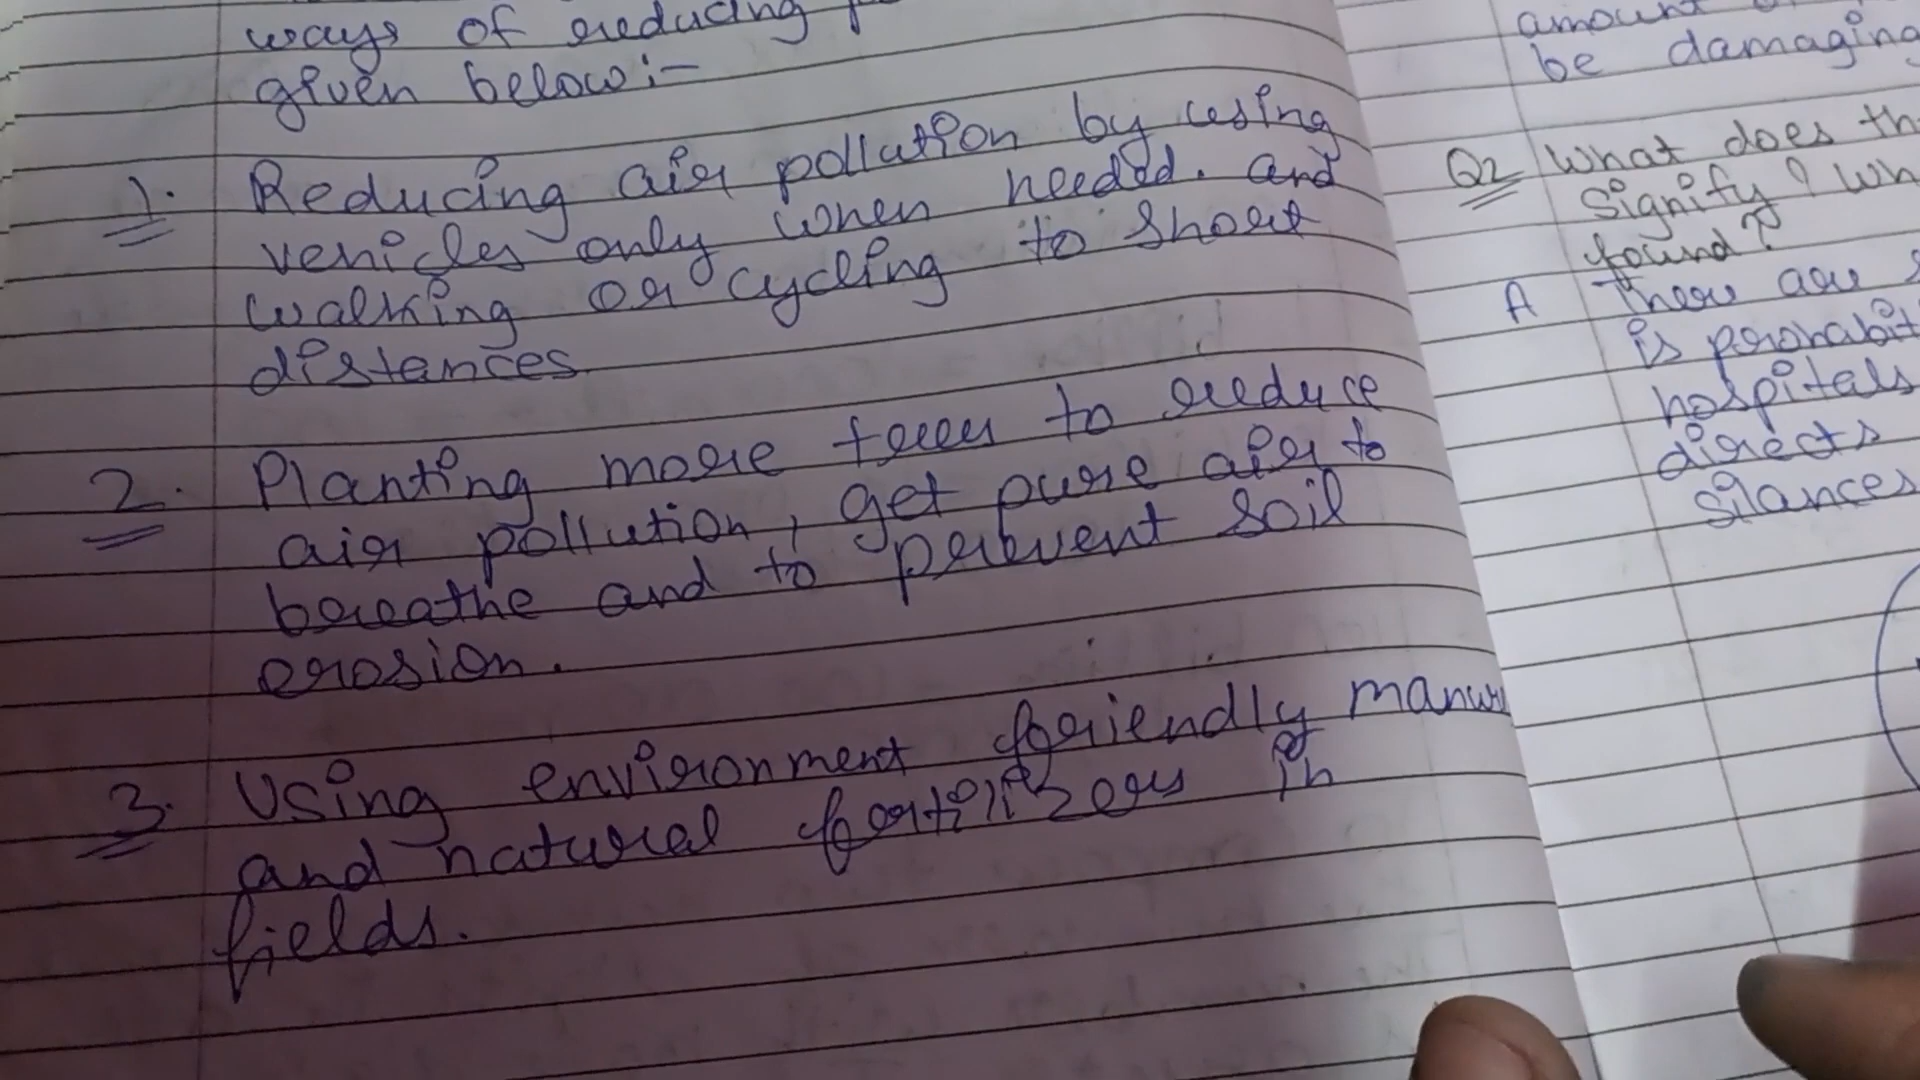 ways of reducing
given below:-
1. Reducing air pollution by using
vehicles only when needed. and
walking or cycling to short
distances.
2. Planting more trees to reduce
air pollution, get pure air to
breathe and to prevent soil
erosion.
3. Using environment friendly manure
and natural fertilizers in
fields.
amount
be damaging
Q2 What does th
signify? Wh
found?
A There are s
is prohabit
hospitals
directs
silances